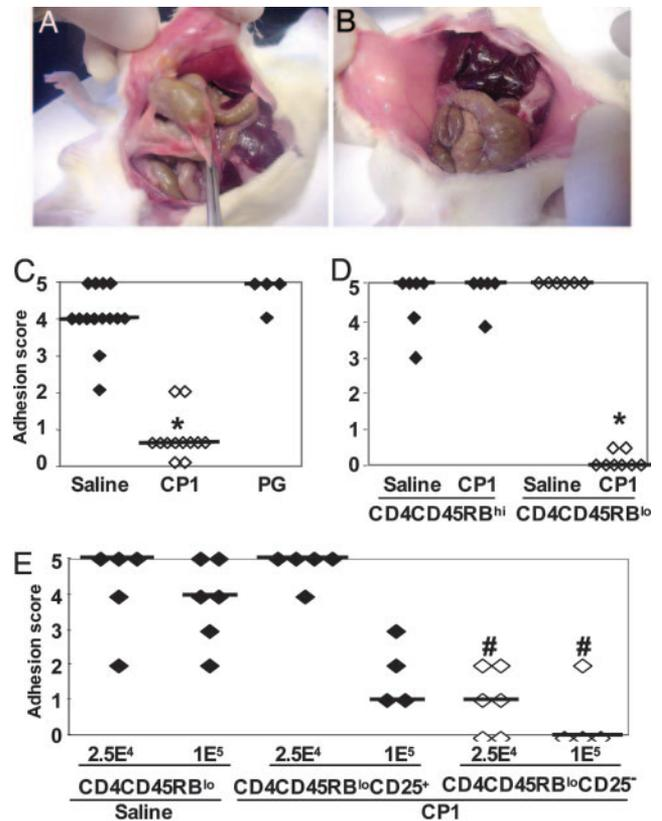 A
B
C
D
Adhesion score
5
4
3
2
1
0
*
Saline CP1 PG
5
4
3
2
1
0
*
Saline CP1 Saline CP1
CD4CD45RBhi CD4CD45RBlo
E
Adhesion score
5
4
3
2
1
0
# #
2.5E4 1E5 2.5E4 1E5 2.5E4 1E5
CD4CD45RBlo CD4CD45RBloCD25+ CD4CD45RBloCD25-
Saline CP1